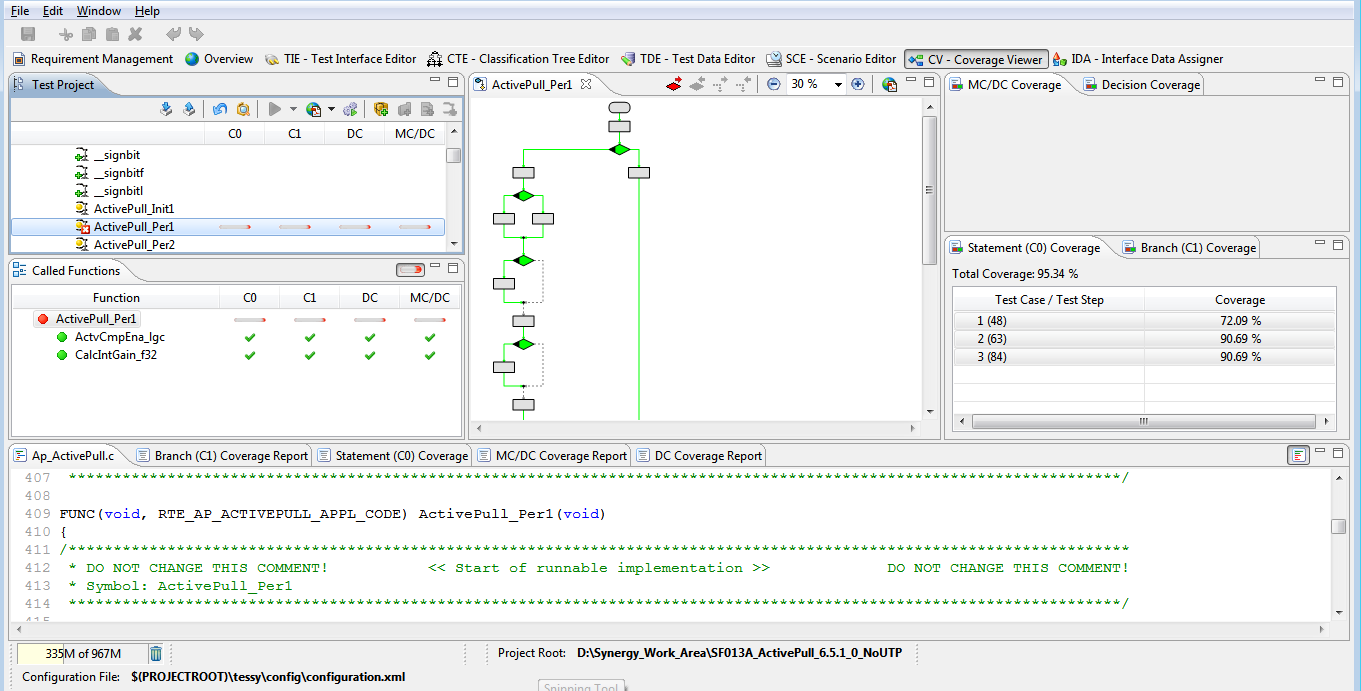 File Edit Window Help
Requirement Management Overview TIE - Test Interface Editor CTE - Classification Tree Editor TDE - Test Data Editor SCE - Scenario Editor CV - Coverage Viewer IDA - Interface Data Assigner
Test Project
C0 C1 DC MC/DC
__signbit
__signbitf
__signbitl
ActivePull_Init1
ActivePull_Per1
ActivePull_Per2
Called Functions
Function C0 C1 DC MC/DC
ActivePull_Per1
ActvCmpEna_lgc
CalcIntGain_f32
ActivePull_Per1
30 %
MC/DC Coverage Decision Coverage
Statement (C0) Coverage Branch (C1) Coverage
Total Coverage: 95.34 %
Test Case / Test Step Coverage
1 (48) 72.09 %
2 (63) 90.69 %
3 (84) 90.69 %
Ap_ActivePull.c Branch (C1) Coverage Report Statement (C0) Coverage MC/DC Coverage Report DC Coverage Report
407 *********************************************************************************************************************/
408
409 FUNC(void, RTE_AP_ACTIVEPULL_APPL_CODE) ActivePull_Per1(void)
410 {
411 /**********************************************************************************************************************
412 * DO NOT CHANGE THIS COMMENT! << Start of runnable implementation >> DO NOT CHANGE THIS COMMENT!
413 * Symbol: ActivePull_Per1
414 *********************************************************************************************************************/
415
335M of 967M Project Root: D:\Synergy_Work_Area\SF013A_ActivePull_6.5.1_0_NoUTP
Configuration File: $(PROJECTROOT)\tessy\config\configuration.xml
Spinning Tool